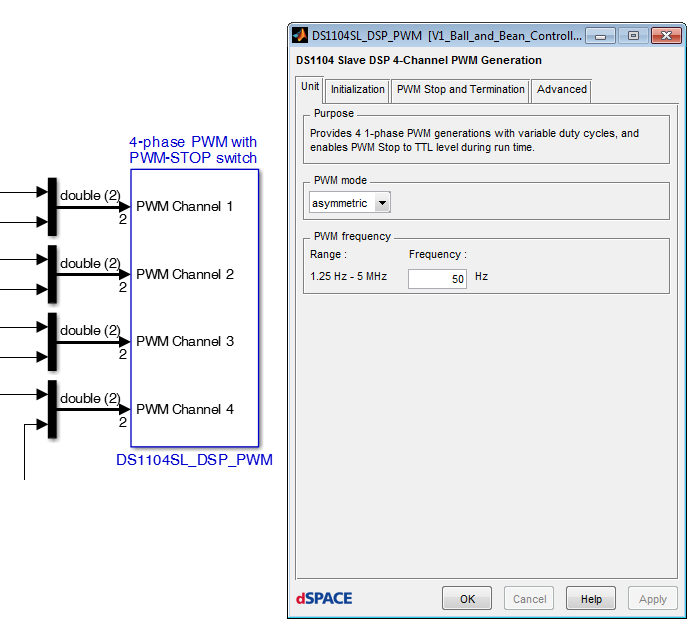 4-phase PWM with
PWM-STOP switch
double (2)
2
PWM Channel 1
double (2)
2
PWM Channel 2
double (2)
2
PWM Channel 3
double (2)
2
PWM Channel 4
DS1104SL_DSP_PWM
DS1104SL_DSP_PWM [V1_Ball_and_Bean_Controll...
DS1104 Slave DSP 4-Channel PWM Generation
Unit Initialization PWM Stop and Termination Advanced
Purpose
Provides 4 1-phase PWM generations with variable duty cycles, and
enables PWM Stop to TTL level during run time.
PWM mode
asymmetric
PWM frequency
Range : Frequency :
1.25 Hz - 5 MHz 50 Hz
dSPACE OK Cancel Help Apply